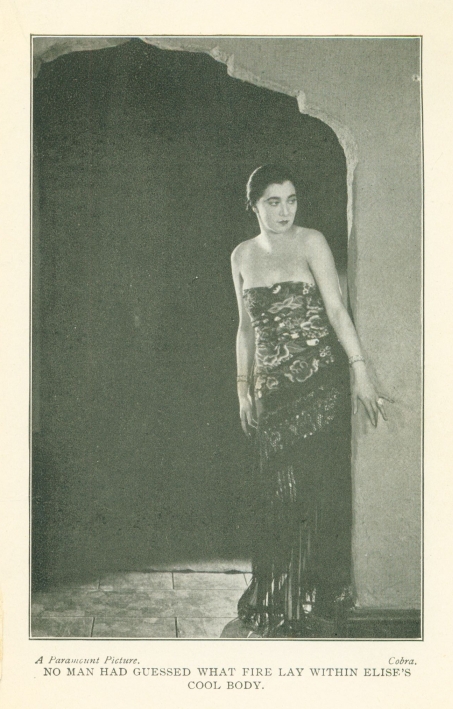 A Paramount Picture. Cobra.
NO MAN HAD GUESSED WHAT FIRE LAY WITHIN ELISE'S
COOL BODY.